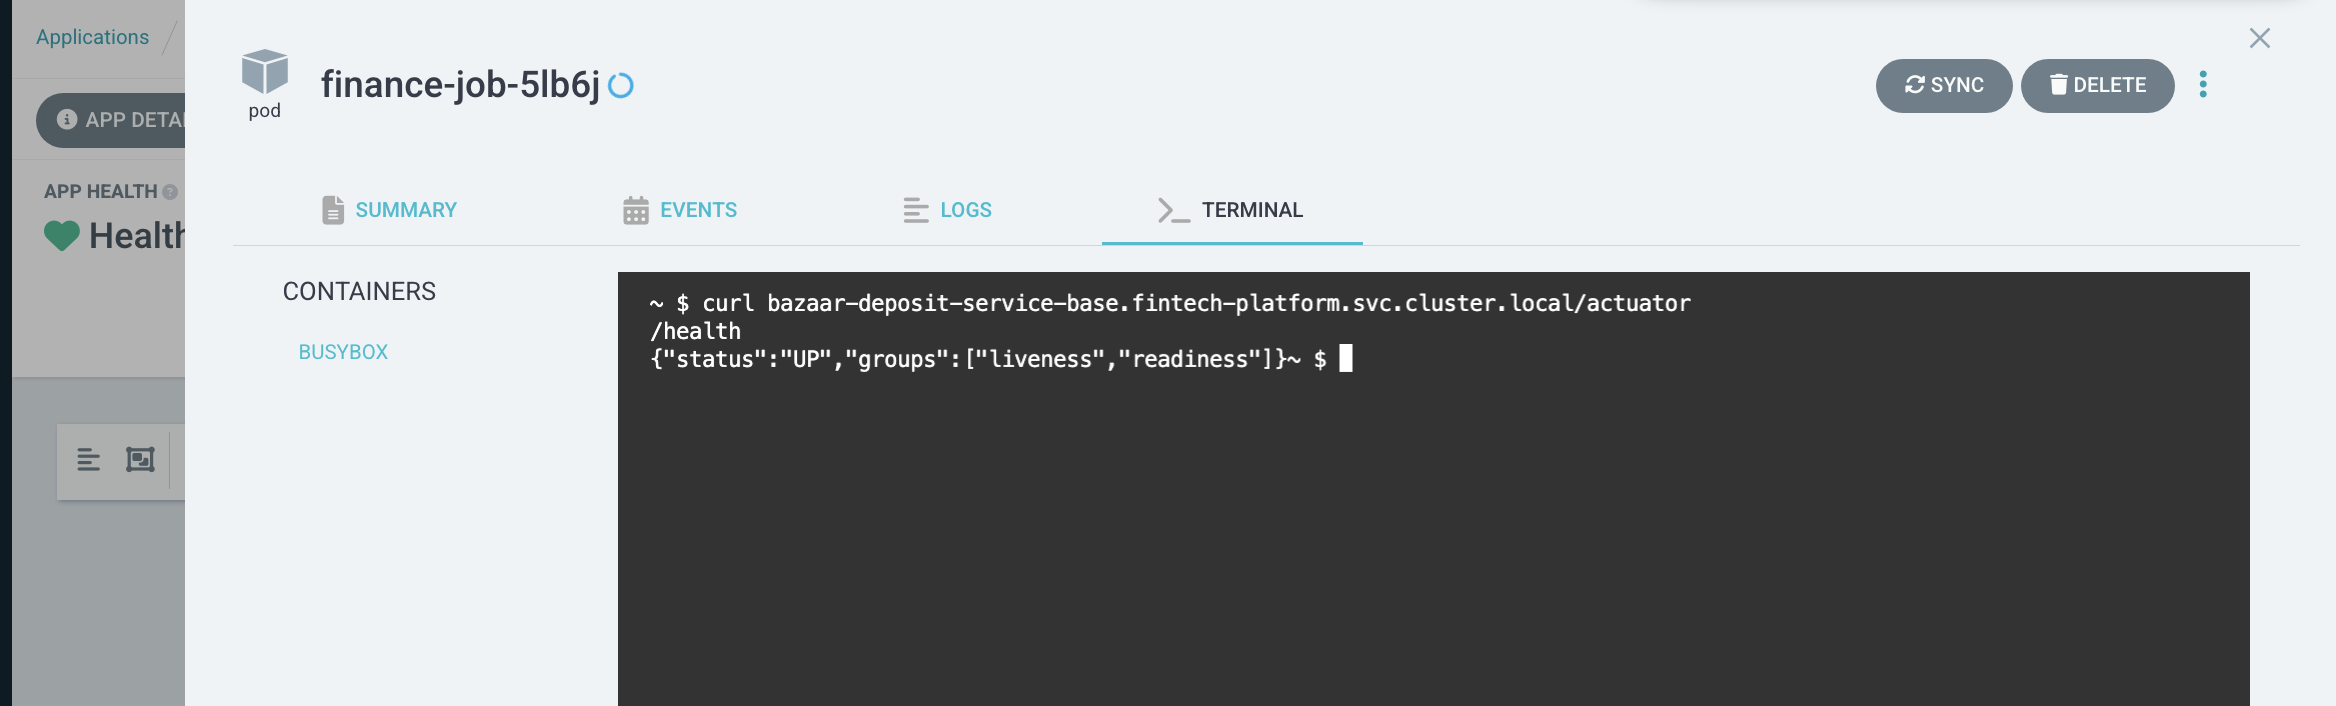 Applications
APP DETAI
APP HEALTH
pod
finance-job-5lb6j
SYNC
DELETE
SUMMARY
EVENTS
LOGS
TERMINAL
CONTAINERS
BUSYBOX
~ $ curl bazaar-deposit-service-base.fintech-platform.svc.cluster.local/actuator
/health
{"status":"UP","groups":["liveness","readiness"]}~ $